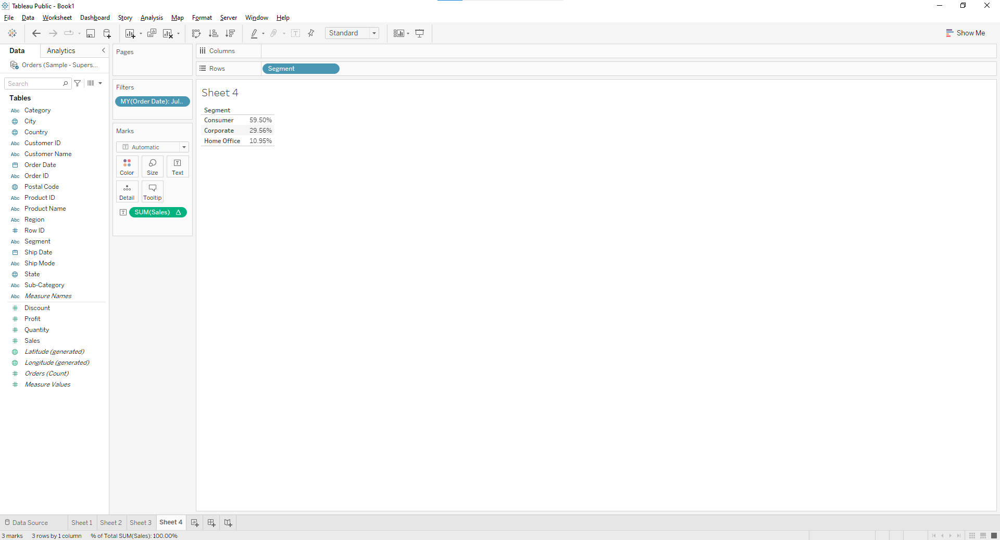 Tableau Public - Book1
File Data Worksheet Dashboard Story Analysis Map Format Server Window Help
Standard
Show Me
Data Analytics
Orders (Sample - Supers...
Search
Tables
Abc Category
City
Country
Abc Customer ID
Abc Customer Name
Order Date
Abc Order ID
Postal Code
Abc Product ID
Abc Product Name
Abc Region
# Row ID
Abc Segment
Ship Date
Abc Ship Mode
State
Abc Sub-Category
Abc Measure Names
# Discount
# Profit
# Quantity
# Sales
Latitude (generated)
Longitude (generated)
# Orders (Count)
# Measure Values
Pages
Filters
MY(Order Date): Jul..
Marks
T Automatic
Color Size T Text
Detail Tooltip
T SUM(Sales) Δ
Columns
Rows Segment
Sheet 4
Segment
Consumer 59.50%
Corporate 29.56%
Home Office 10.95%
Data Source Sheet 1 Sheet 2 Sheet 3 Sheet 4
3 marks 3 rows by 1 column % of Total SUM(Sales): 100.00%